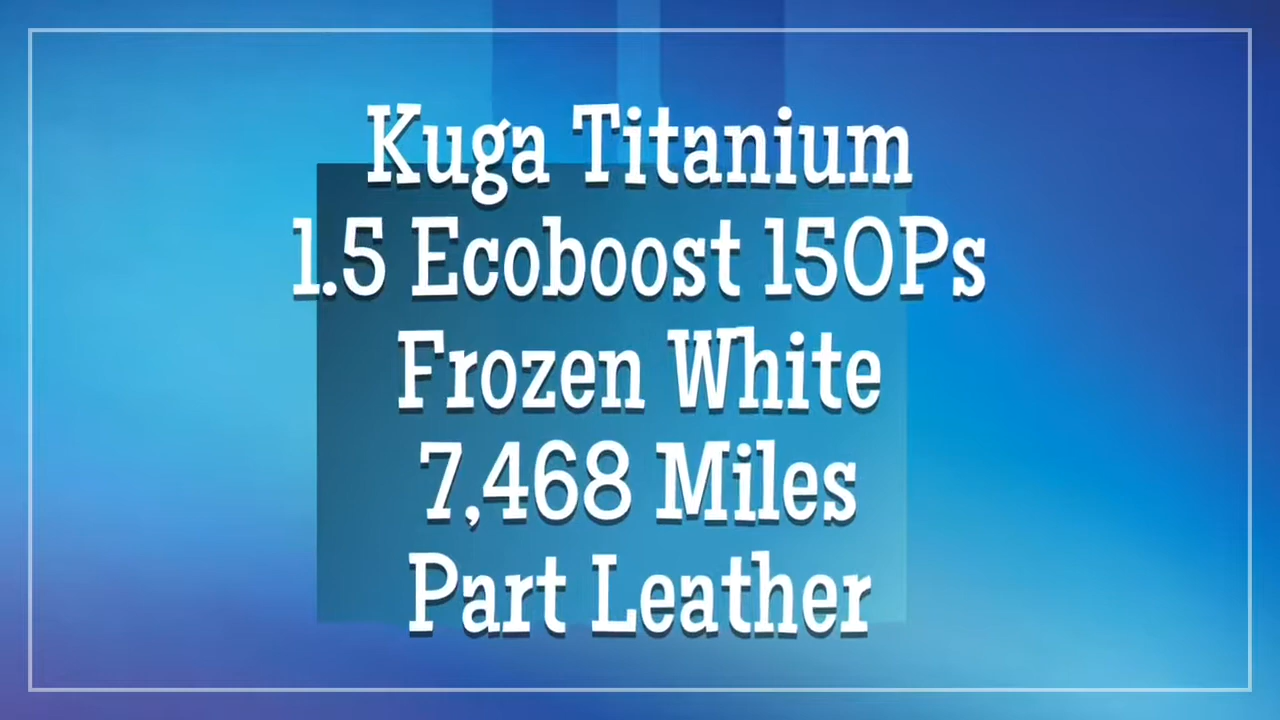 Kuga Titanium
1.5 Ecoboost 150Ps
Frozen White
7,468 Miles
Part Leather